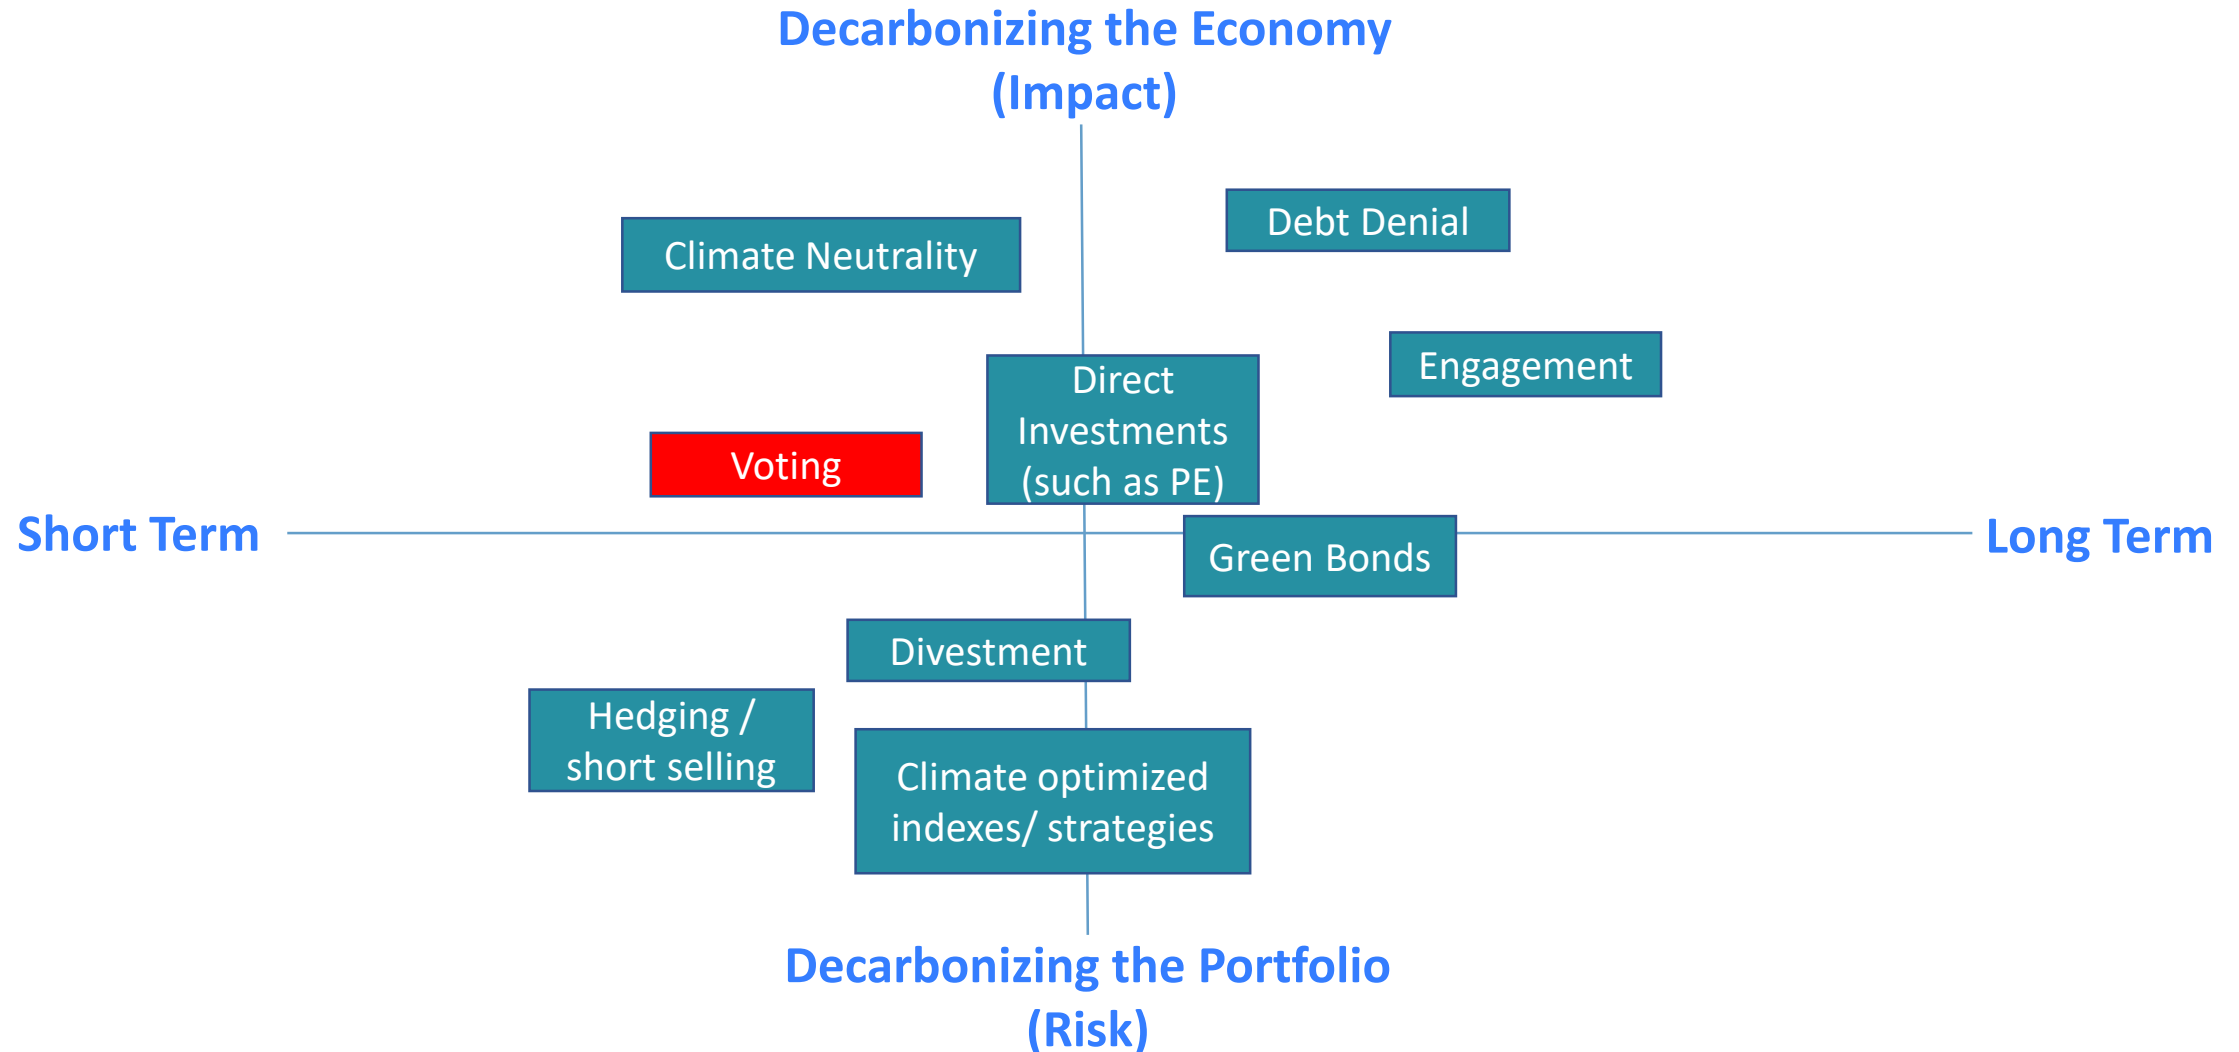 Decarbonizing the Economy
(Impact)
Debt Denial
Climate Neutrality
Engagement
Direct
Investments
(such as PE)
Voting
Short Term
Long Term
Green Bonds
Divestment
Hedging /
short selling
Climate optimized
indexes/ strategies
Decarbonizing the Portfolio
(Risk)